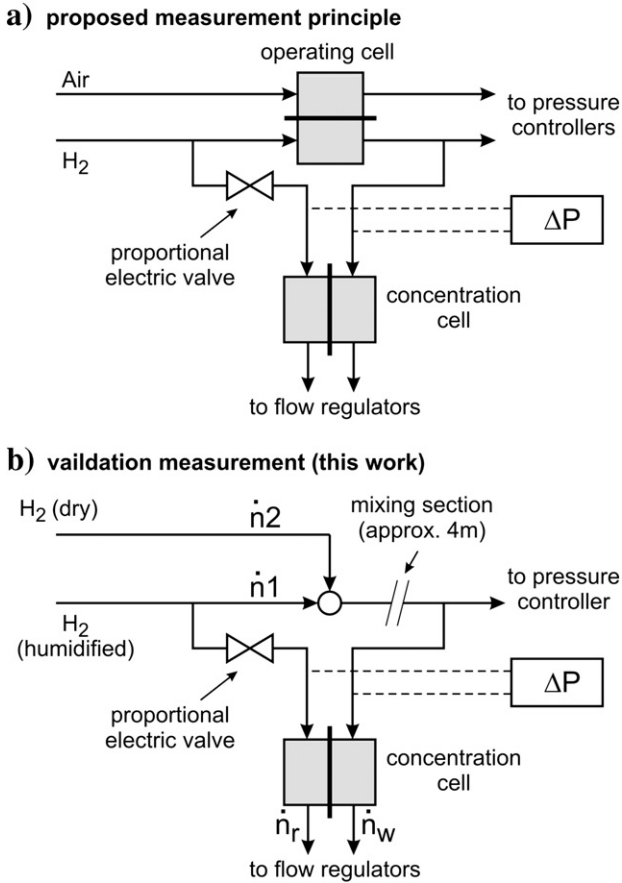 a) proposed measurement principle
operating cell
Air
to pressure
controllers
H₂
ΔP
proportional
electric valve
concentration
cell
to flow regulators
b) vaildation measurement (this work)
H₂ (dry)
ṅ2
mixing section
(approx. 4m)
ṅ1
to pressure
controller
H₂
(humidified)
ΔP
proportional
electric valve
concentration
cell
ṅr
ṅw
to flow regulators